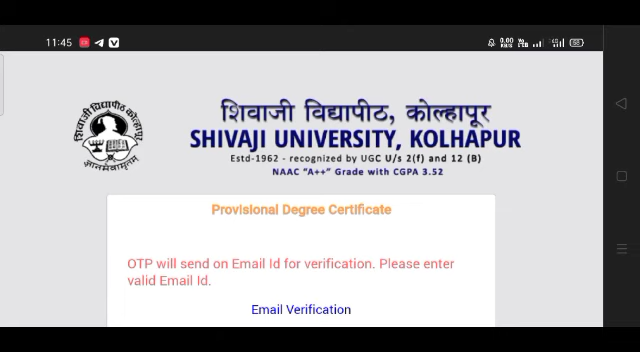 11:45
शिवाजी विद्यापीठ, कोल्हापूर
SHIVAJI UNIVERSITY, KOLHAPUR
Estd-1962 - recognized by UGC U/s 2(f) and 12 (B)
NAAC "A++" Grade with CGPA 3.52
Provisional Degree Certificate
OTP will send on Email Id for verification. Please enter
valid Email Id.
Email Verification